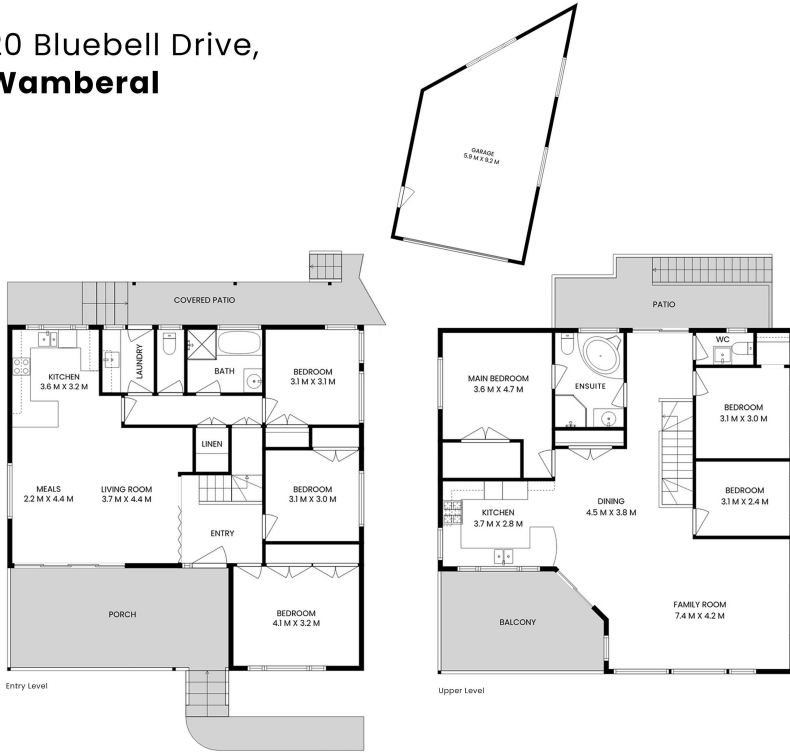 20 Bluebell Drive,
Wamberal
GARAGE
5.9 M X 9.2 M
COVERED PATIO
KITCHEN
3.6 M X 3.2 M
LAUNDRY
BATH
BEDROOM
3.1 M X 3.1 M
LINEN
MEALS
2.2 M X 4.4 M
LIVING ROOM
3.7 M X 4.4 M
BEDROOM
3.1 M X 3.0 M
ENTRY
PORCH
BEDROOM
4.1 M X 3.2 M
Entry Level
PATIO
MAIN BEDROOM
3.6 M X 4.7 M
ENSUITE
WC
BEDROOM
3.1 M X 3.0 M
KITCHEN
3.7 M X 2.8 M
DINING
4.5 M X 3.8 M
BEDROOM
3.1 M X 2.4 M
FAMILY ROOM
7.4 M X 4.2 M
BALCONY
Upper Level